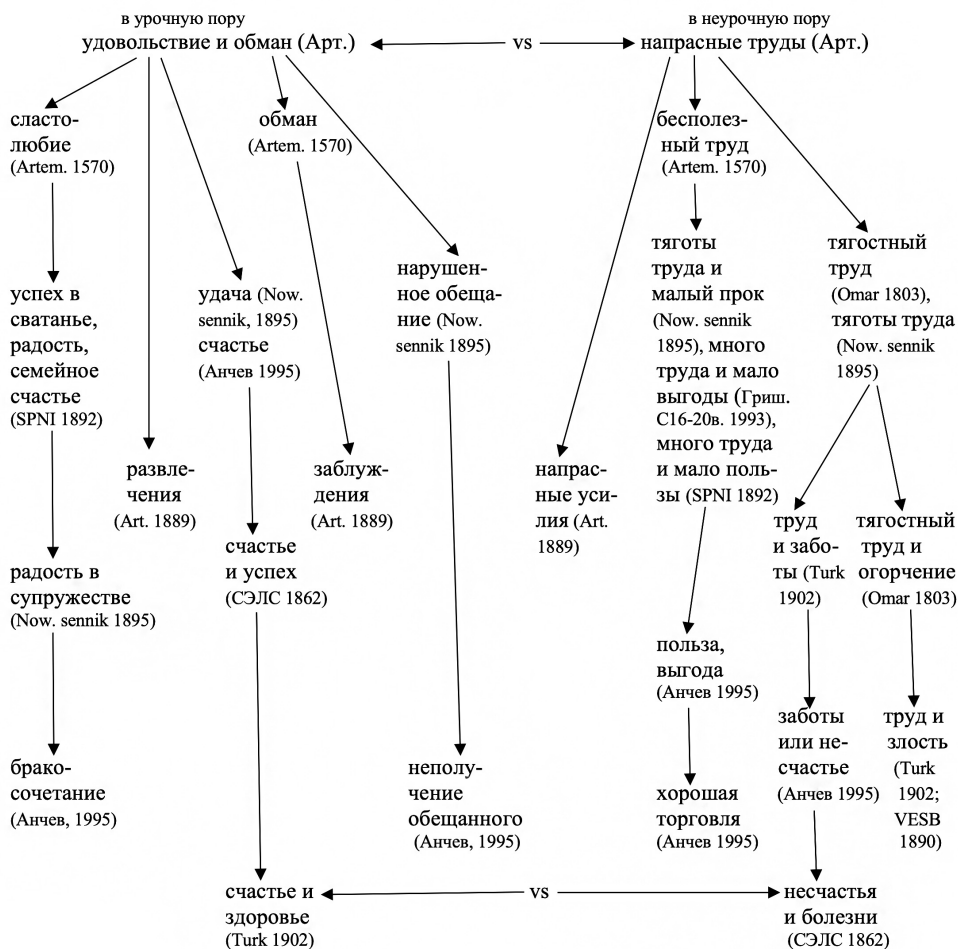 в урочную пору
удовольствие и обман (Арт.)
vs
в неурочную пору
напрасные труды (Арт.)
сласто-
любие
(Artem. 1570)
обман
(Artem. 1570)
бесполез-
ный труд
(Artem. 1570)
успех в
сватанье,
радость,
семейное
счастье
(SPNI 1892)
удача (Now.
sennik, 1895)
счастье
(Анчев 1995)
нарушен-
ное обеща-
ние (Now.
sennik 1895)
тяготы
труда и
малый прок
(Now. sennik
1895), много
труда и мало
выгоды (Гриш.
С16-20в. 1993),
много труда
и мало поль-
зы (SPNI 1892)
тягостный
труд
(Omar 1803),
тяготы труда
(Now. sennik
1895)
развле-
чения
(Art. 1889)
заблуж-
дения
(Art. 1889)
напрас-
ные уси-
лия (Art.
1889)
радость в
супружестве
(Now. sennik 1895)
счастье
и успех
(СЭЛС 1862)
труд
и забо-
ты (Turk
1902)
тягостный
труд и
огорчение
(Omar 1803)
польза,
выгода
(Анчев 1995)
брако-
сочетание
(Анчев, 1995)
неполу-
чение
обещанного
(Анчев, 1995)
хорошая
торговля
(Анчев 1995)
заботы
или не-
счастье
(Анчев 1995)
труд и
злость
(Turk
1902;
VESB
1890)
счастье и
здоровье
(Turk 1902)
vs
несчастья
и болезни
(СЭЛС 1862)